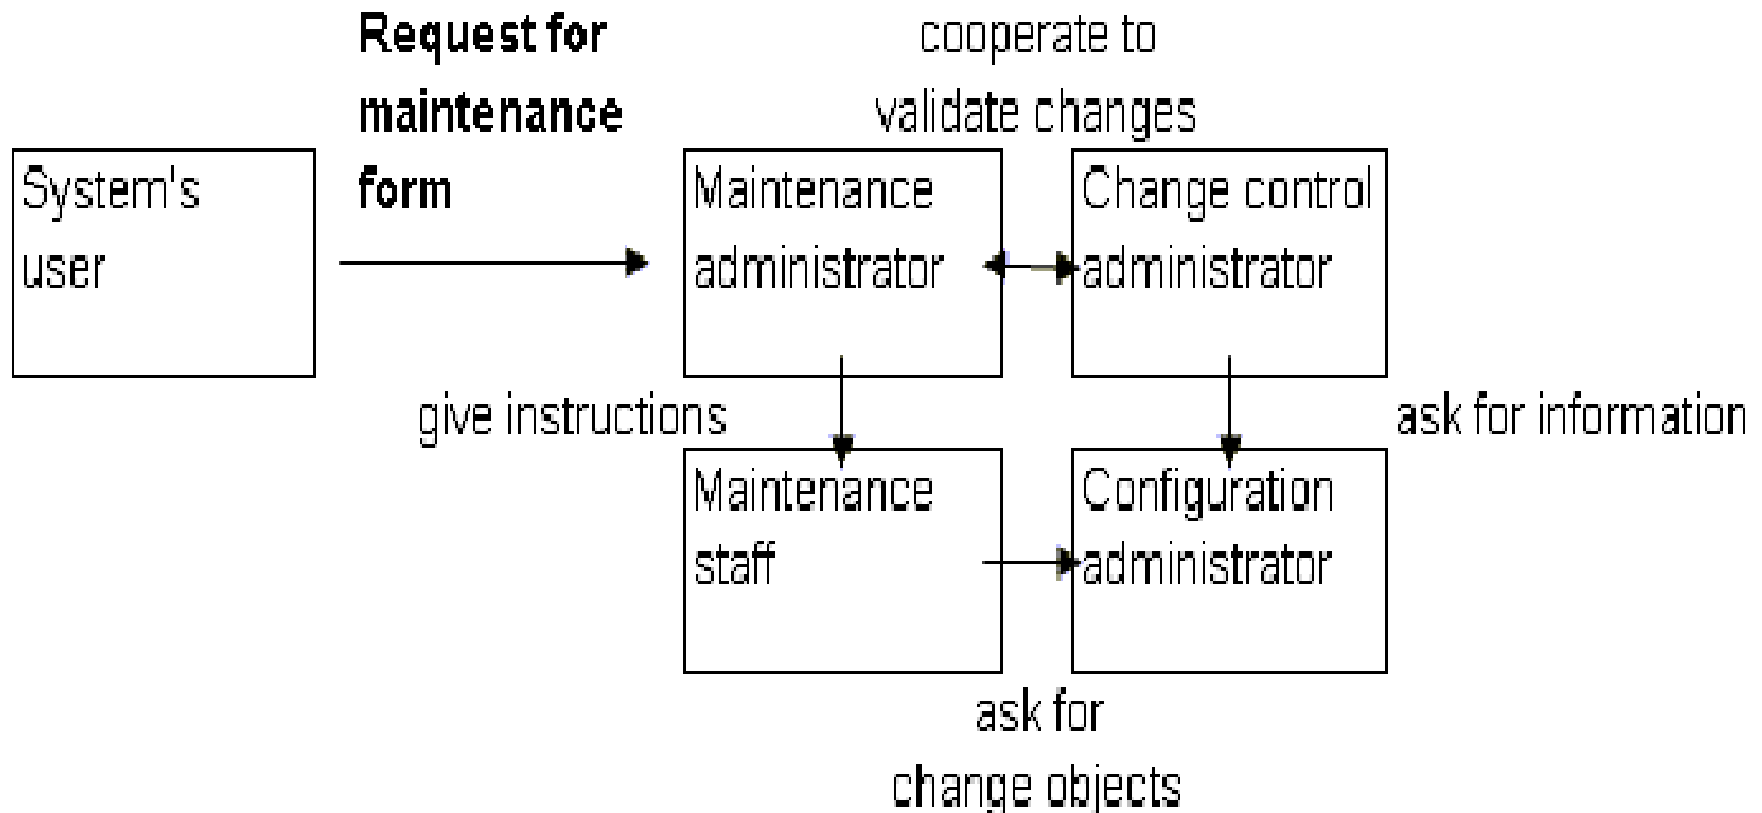 Request for
maintenance
form
cooperate to
validate changes
System's
user
Maintenance
administrator
Change control
administrator
give instructions
ask for information
Maintenance
staff
Configuration
administrator
ask for
change objects